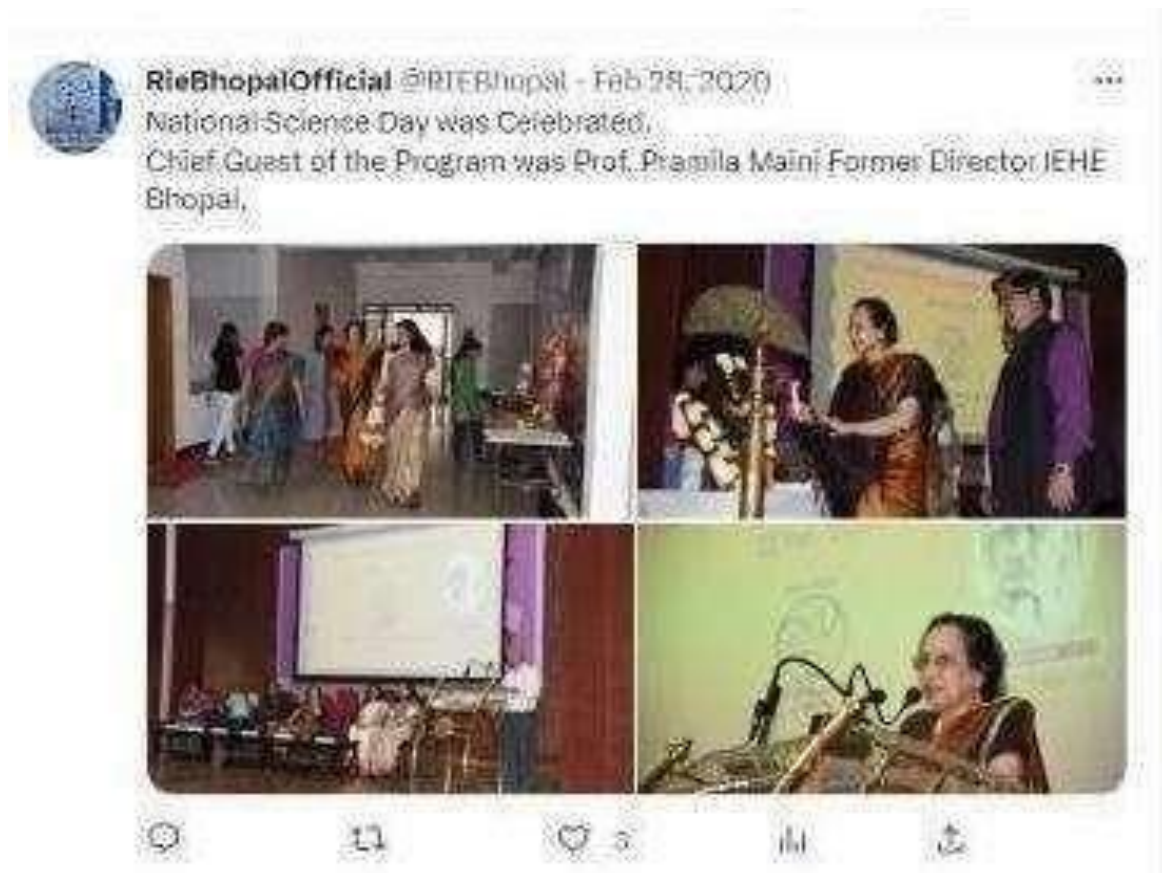 RieBhopalOfficial @RIEBhopal - Feb 28, 2020
National Science Day was Celebrated.
Chief Guest of the Program was Prof. Pramila Maini Former Director IEHE
Bhopal.